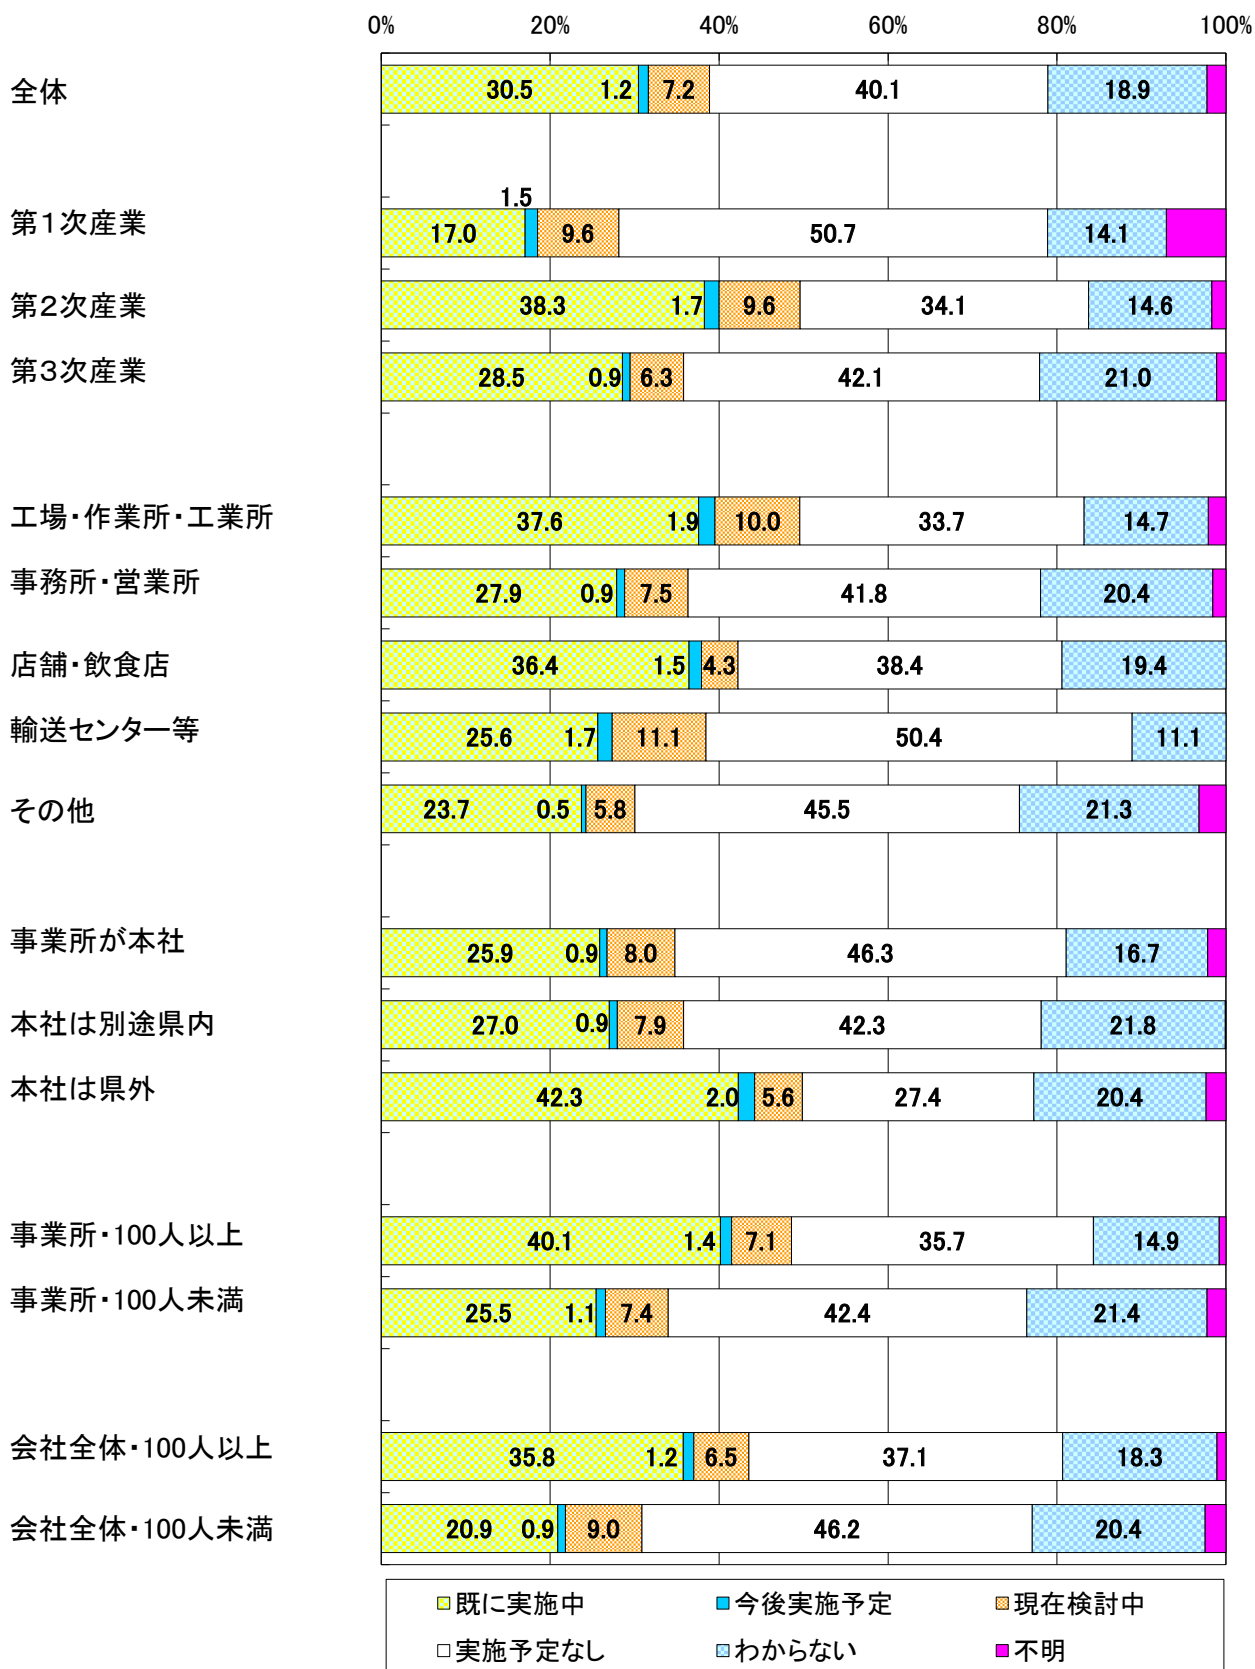 0% 20% 40% 60% 80% 100%
全体 30.5 1.2 7.2 40.1 18.9
1.5
第1次産業 17.0 9.6 50.7 14.1
第2次産業 38.3 1.7 9.6 34.1 14.6
第3次産業 28.5 0.9 6.3 42.1 21.0
工場・作業所・工業所 37.6 1.9 10.0 33.7 14.7
事務所・営業所 27.9 0.9 7.5 41.8 20.4
店舗・飲食店 36.4 1.5 4.3 38.4 19.4
輸送センター等 25.6 1.7 11.1 50.4 11.1
その他 23.7 0.5 5.8 45.5 21.3
事業所が本社 25.9 0.9 8.0 46.3 16.7
本社は別途県内 27.0 0.9 7.9 42.3 21.8
本社は県外 42.3 2.0 5.6 27.4 20.4
事業所・100人以上 40.1 1.4 7.1 35.7 14.9
事業所・100人未満 25.5 1.1 7.4 42.4 21.4
会社全体・100人以上 35.8 1.2 6.5 37.1 18.3
会社全体・100人未満 20.9 0.9 9.0 46.2 20.4
既に実施中 今後実施予定 現在検討中
実施予定なし わからない 不明